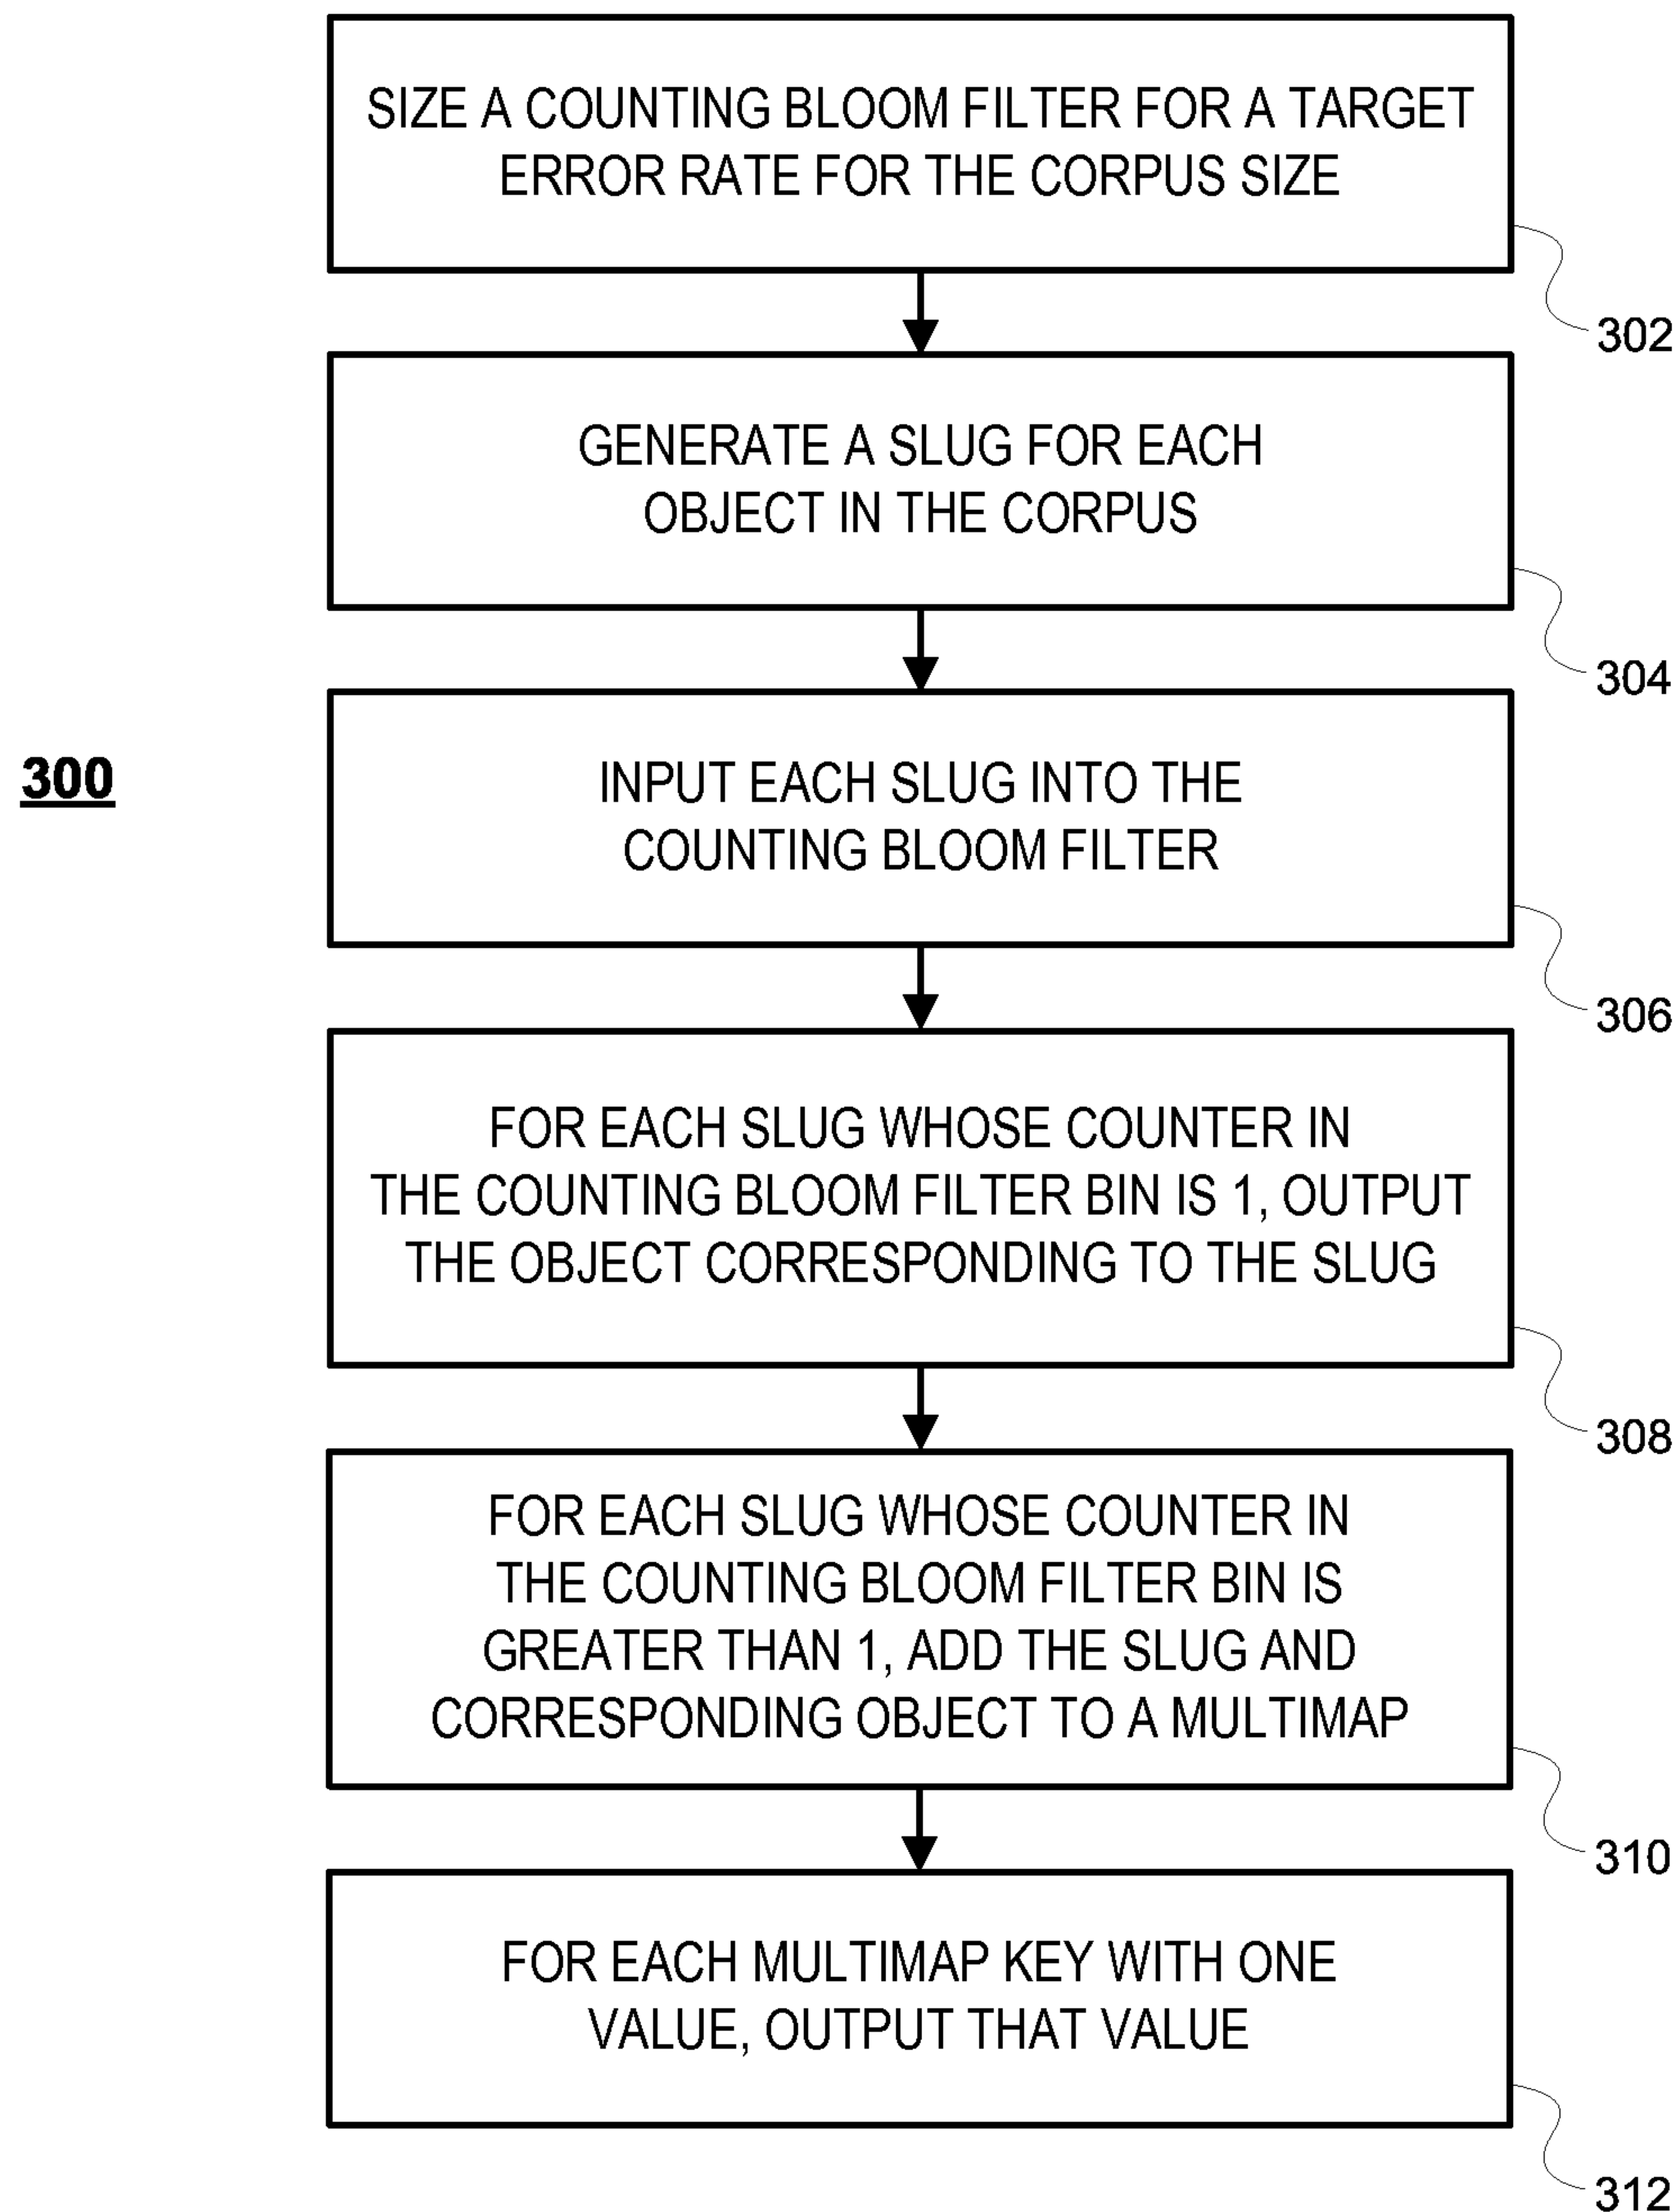 SIZE A COUNTING BLOOM FILTER FOR A TARGET
ERROR RATE FOR THE CORPUS SIZE
302
GENERATE A SLUG FOR EACH
OBJECT IN THE CORPUS
304
300
INPUT EACH SLUG INTO THE
COUNTING BLOOM FILTER
306
FOR EACH SLUG WHOSE COUNTER IN
THE COUNTING BLOOM FILTER BIN IS 1, OUTPUT
THE OBJECT CORRESPONDING TO THE SLUG
308
FOR EACH SLUG WHOSE COUNTER IN
THE COUNTING BLOOM FILTER BIN IS
GREATER THAN 1, ADD THE SLUG AND
CORRESPONDING OBJECT TO A MULTIMAP
310
FOR EACH MULTIMAP KEY WITH ONE
VALUE, OUTPUT THAT VALUE
312